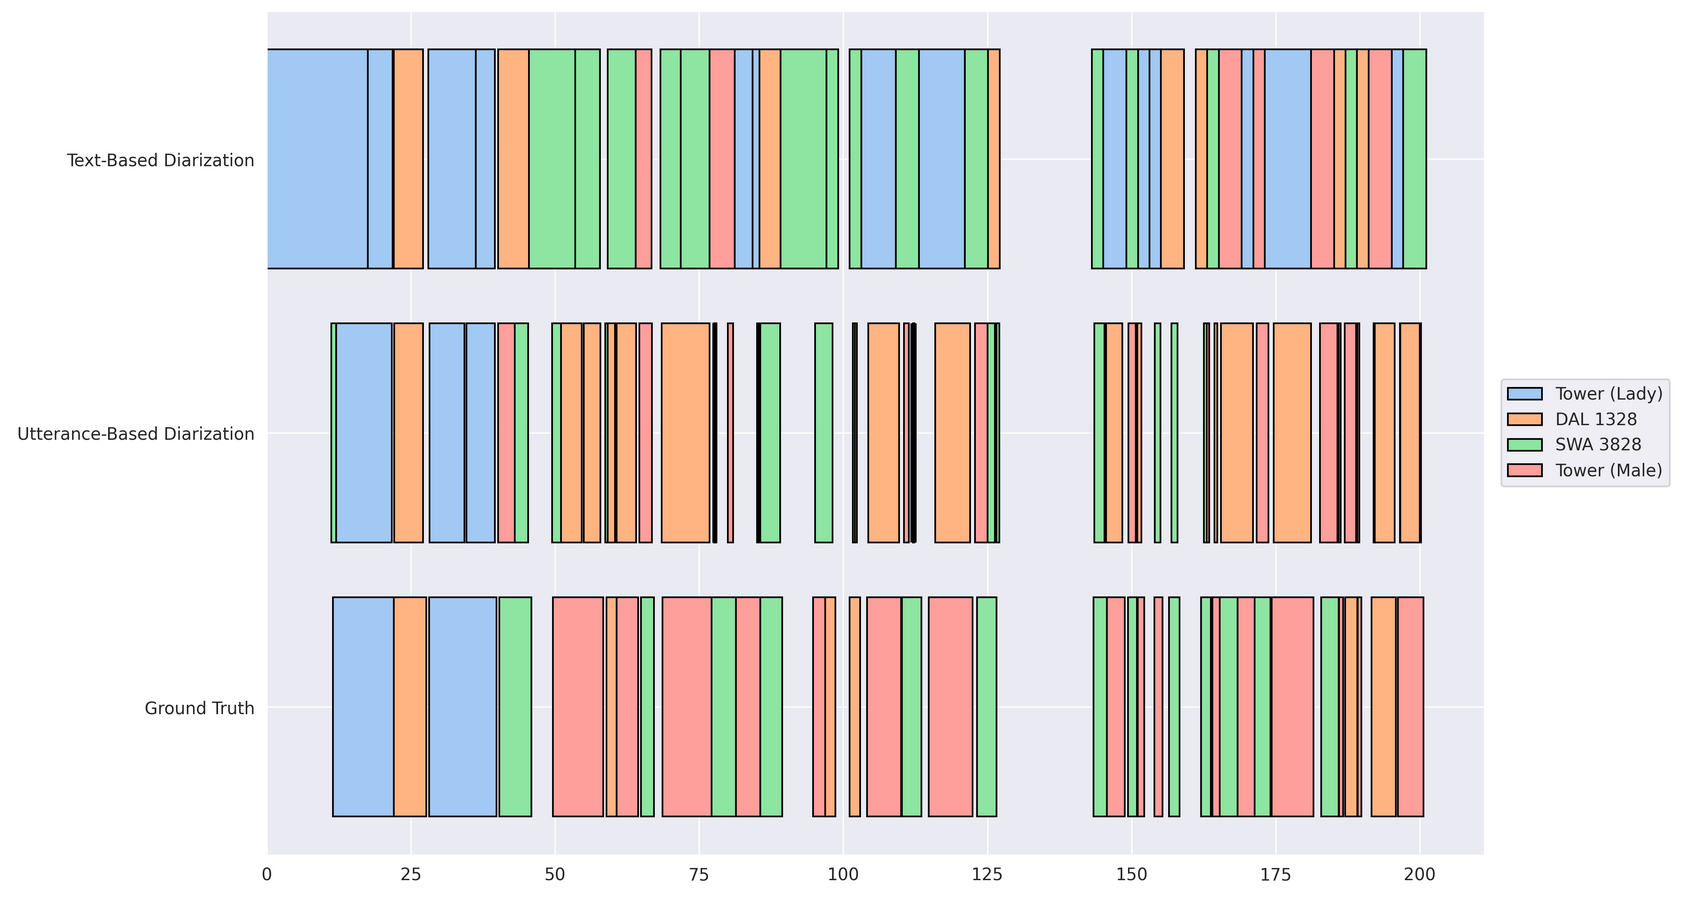 Text-Based Diarization
Utterance-Based Diarization
Ground Truth
0 25 50 75 100 125 150 175 200
Tower (Lady)
DAL 1328
SWA 3828
Tower (Male)